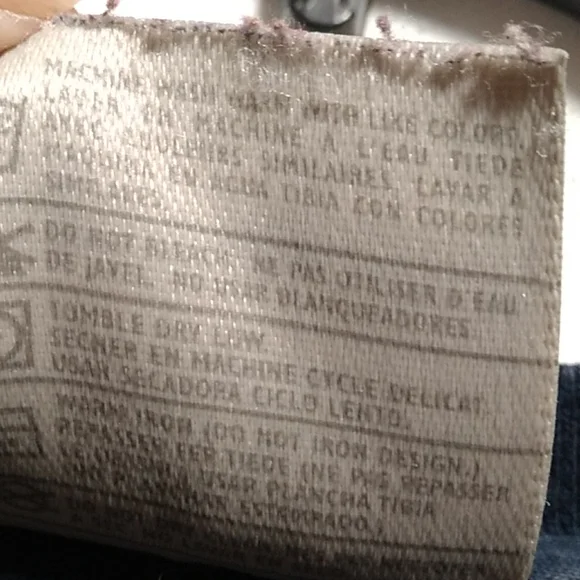 MACHINE WASH WARM WITH LIKE COLORS.
LAVER EN MACHINE À L'EAU TIEDE
AVEC COULEURS SIMILAIRES. LAVAR A
MAQUINA EN AGUA TIBIA CON COLORES
SIMILARES.
DO NOT BLEACH. NE PAS UTILISER D'EAU
DE JAVEL. NO USAR BLANQUEADORES.
TUMBLE DRY LOW.
SECHER EN MACHINE CYCLE DELICAT.
USAR SECADORA CICLO LENTO.
WARM IRON (DO NOT IRON DESIGN.)
REPASSER FER TIEDE (NE PAS REPASSER
USAR PLANCHA TIBIA
ESTAMPADO.)